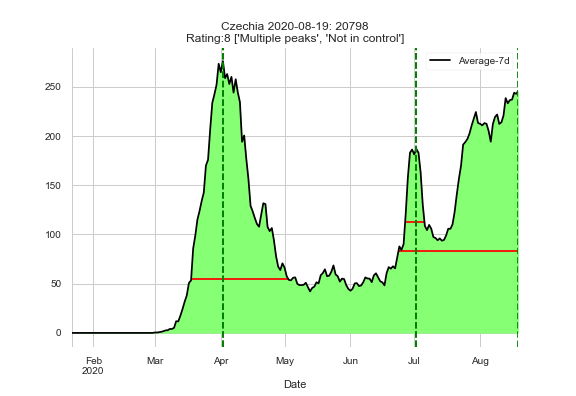 Czechia 2020-08-19: 20798
Rating:8 ['Multiple peaks', 'Not in control']
Average-7d
250
200
150
100
50
0
Feb Mar Apr May Jun Jul Aug
2020
Date